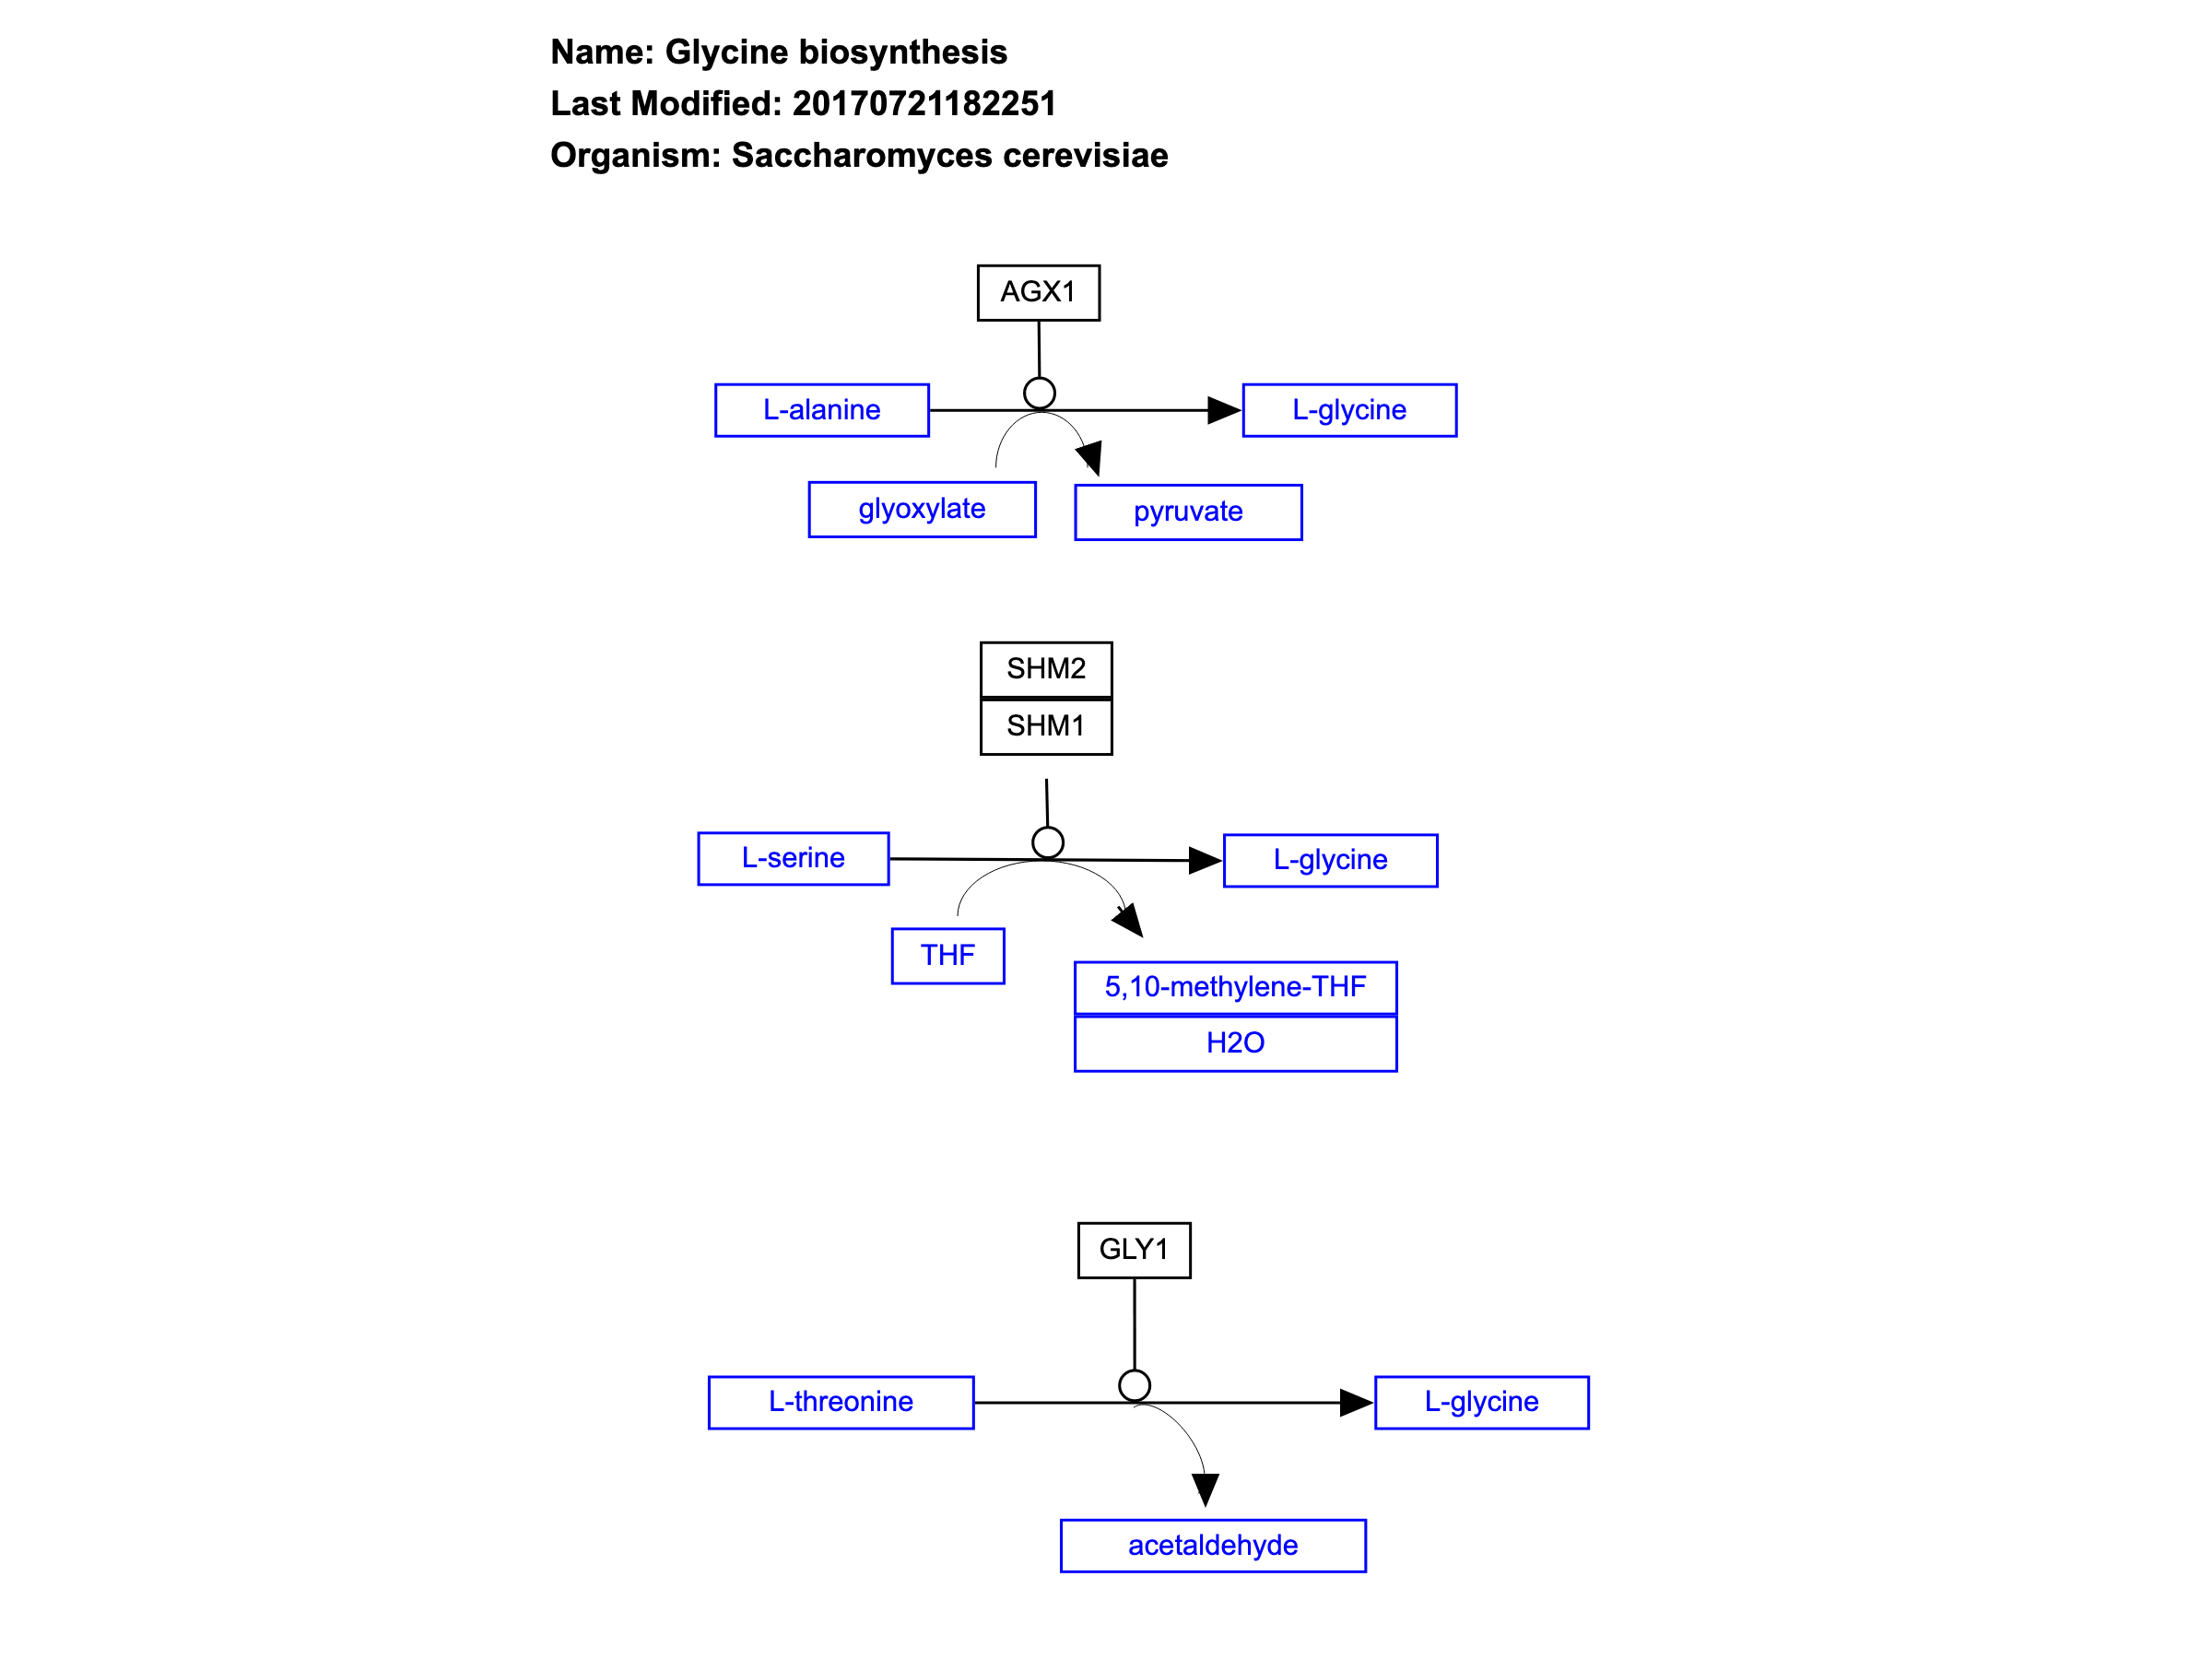 Name: Glycine biosynthesis
Last Modified: 20170721182251
Organism: Saccharomyces cerevisiae
AGX1
L-alanine
L-glycine
glyoxylate
pyruvate
SHM2
SHM1
L-serine
L-glycine
THF
5,10-methylene-THF
H2O
GLY1
L-threonine
L-glycine
acetaldehyde